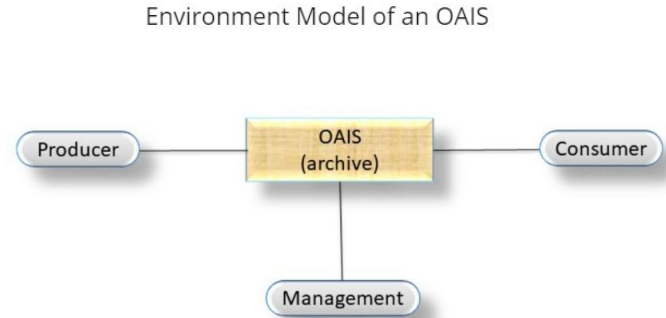 Environment Model of an OAIS
Producer
OAIS
(archive)
Consumer
Management